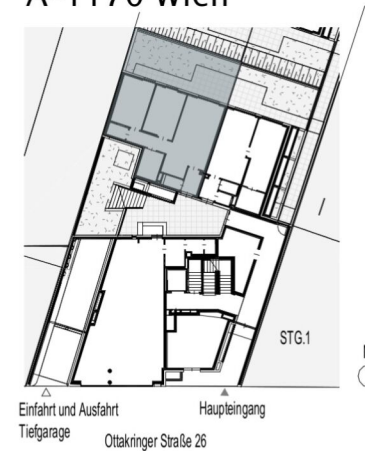 A-1170 Wien
STG.1
Einfahrt und Ausfahrt
Tiefgarage
Haupteingang
Ottakringer Straße 26